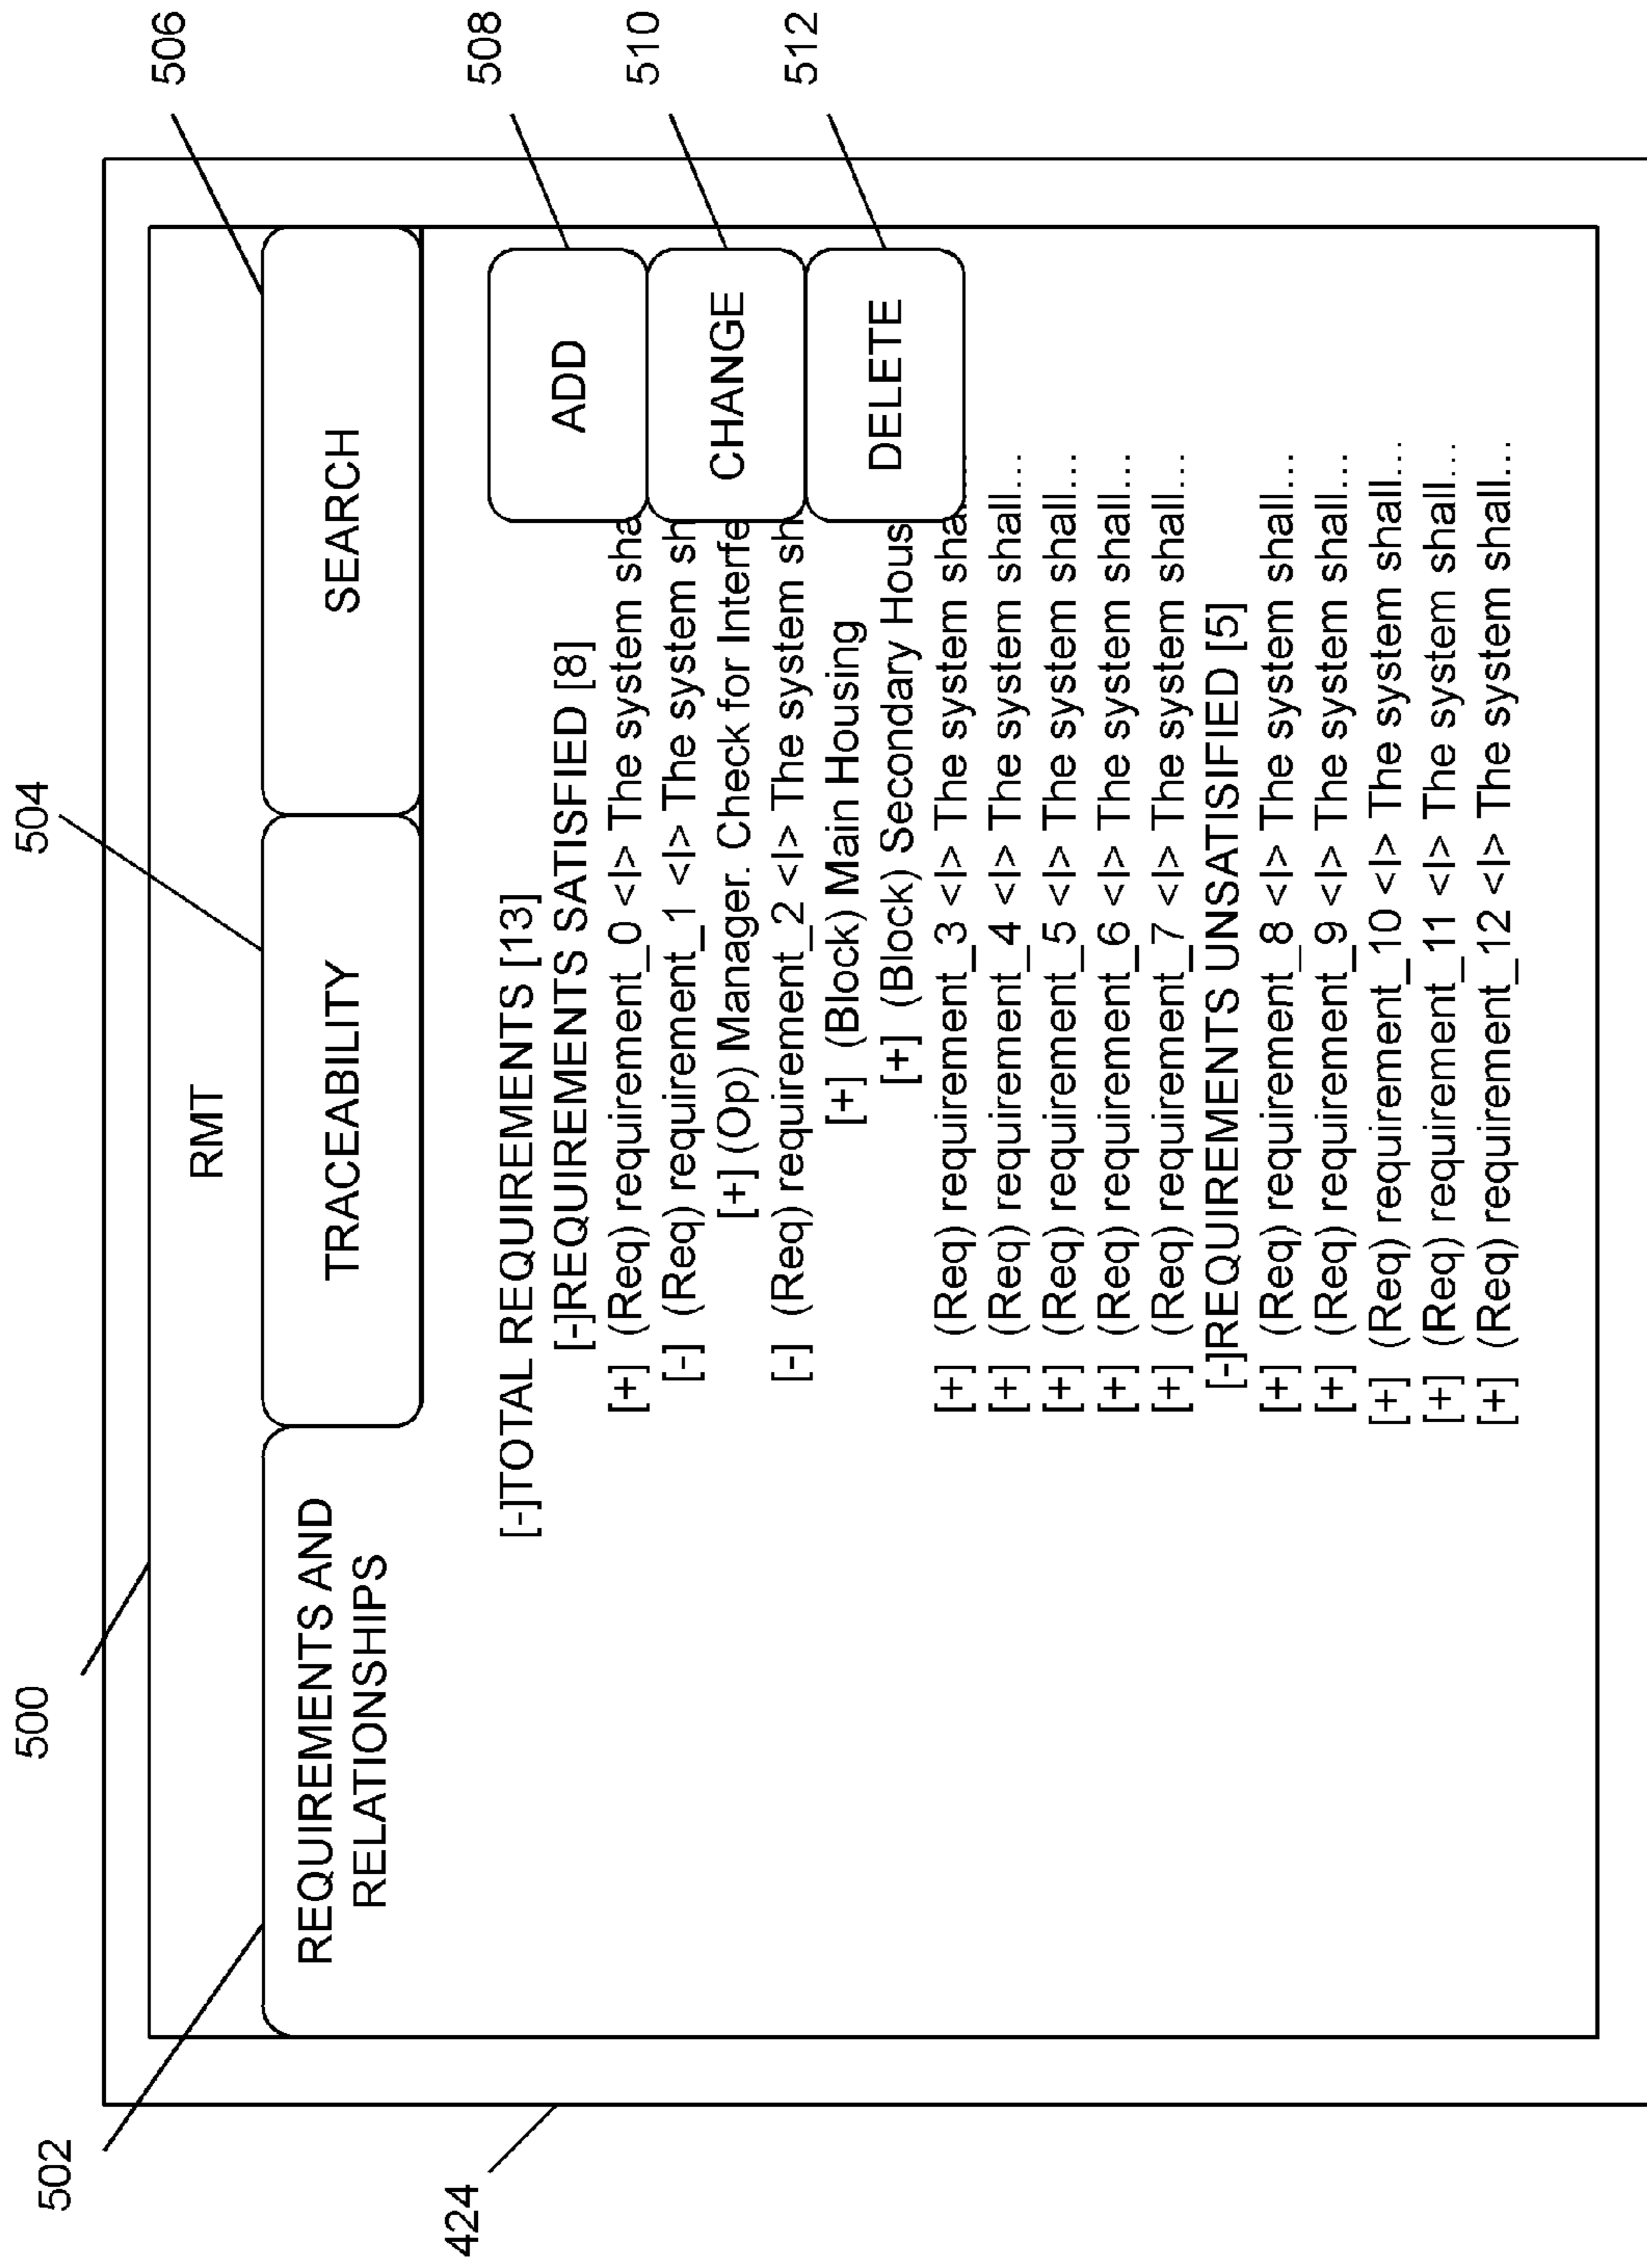 500
504
506
502
RMT
REQUIREMENTS AND
RELATIONSHIPS
TRACEABILITY
SEARCH
424
508
510
512
ADD
CHANGE
DELETE
[-]TOTAL REQUIREMENTS [13]
[-]REQUIREMENTS SATISFIED [8]
[+] (Req) requirement_0 <I> The system sha
[-] (Req) requirement_1 <I> The system sh
[+] (Op) Manager. Check for Interfe
[-] (Req) requirement_2 <I> The system sh
[+] (Block) Main Housing
[+] (Block) Secondary Hous
[+] (Req) requirement_3 <I> The system sha...
[+] (Req) requirement_4 <I> The system shall...
[+] (Req) requirement_5 <I> The system shall...
[+] (Req) requirement_6 <I> The system shall...
[+] (Req) requirement_7 <I> The system shall...
[-]REQUIREMENTS UNSATISIFIED [5]
[+] (Req) requirement_8 <I> The system shall...
[+] (Req) requirement_9 <I> The system shall...
[+] (Req) requirement_10 <I> The system shall...
[+] (Req) requirement_11 <I> The system shall...
[+] (Req) requirement_12 <I> The system shall...